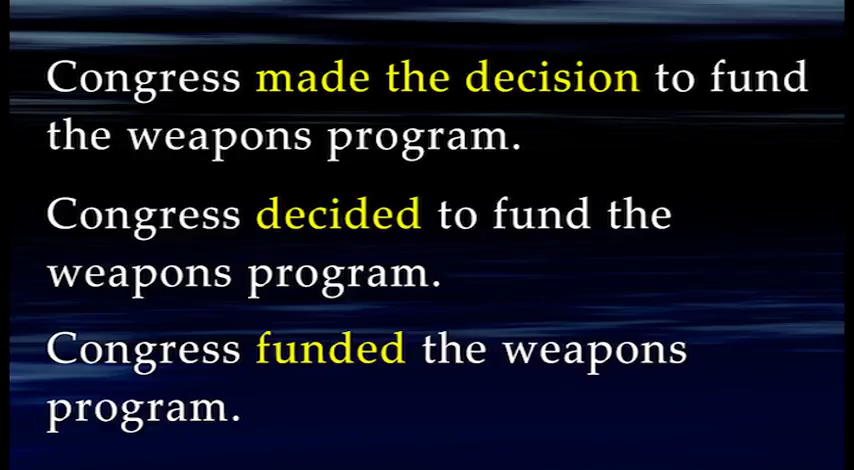 Congress made the decision to fund
the weapons program.
Congress decided to fund the
weapons program.
Congress funded the weapons
program.